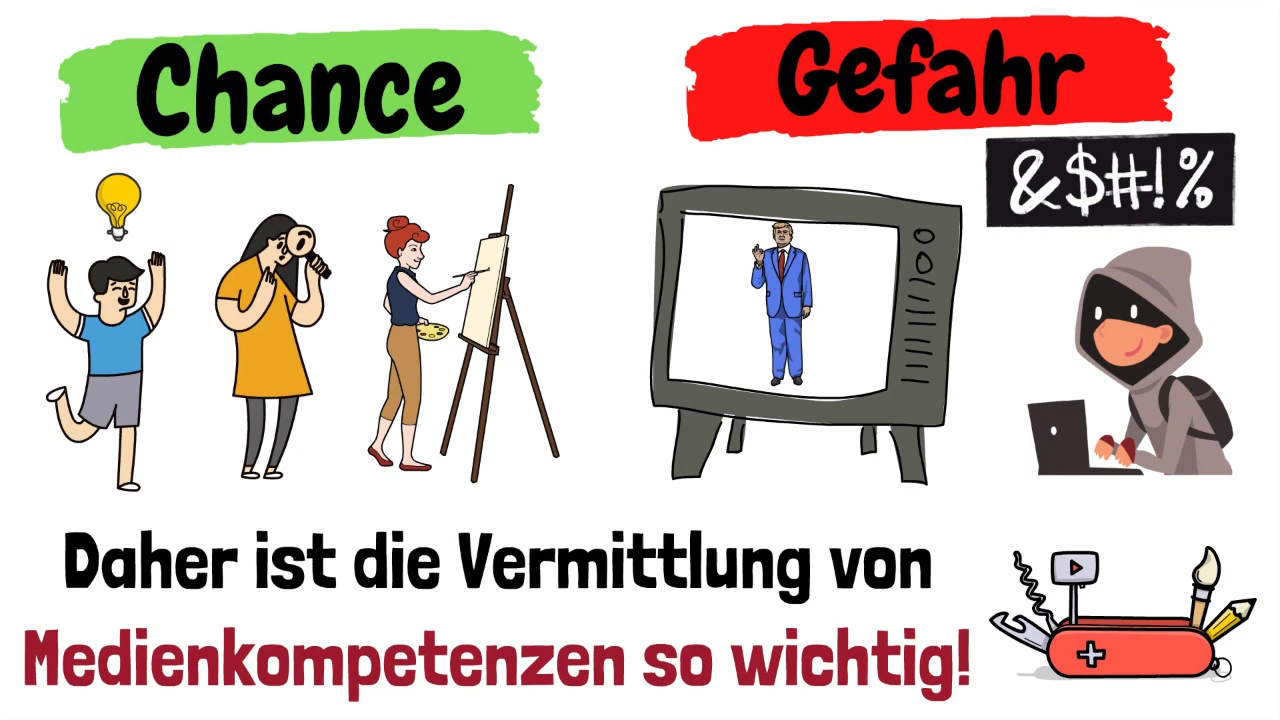 Chance
Gefahr
&$#!%
Daher ist die Vermittlung von
Medienkompetenzen so wichtig!